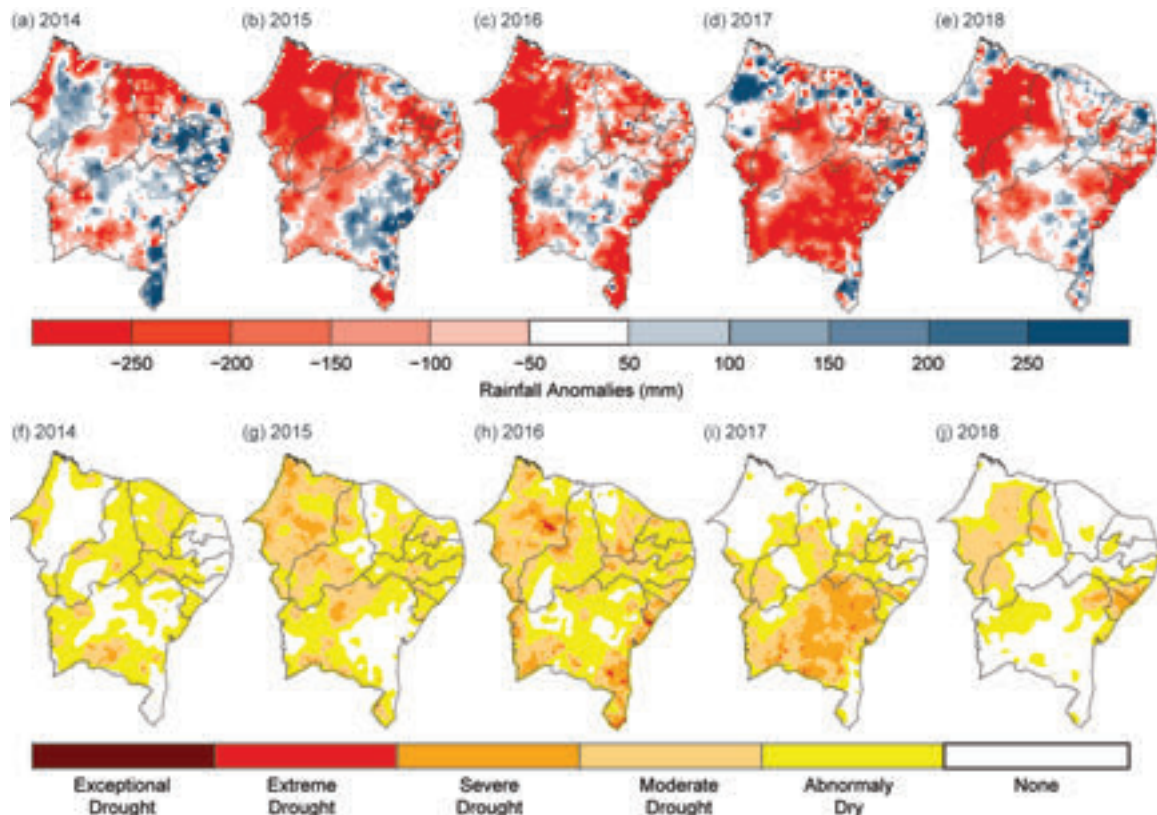 (a) 2014 (b) 2015 (c) 2016 (d) 2017 (e) 2018
−250 −200 −150 −100 −50 50 100 150 200 250
Rainfall Anomalies (mm)
(f) 2014 (g) 2015 (h) 2016 (i) 2017 (j) 2018
Exceptional Extreme Severe Moderate Abnormaly None
Drought Drought Drought Drought Dry